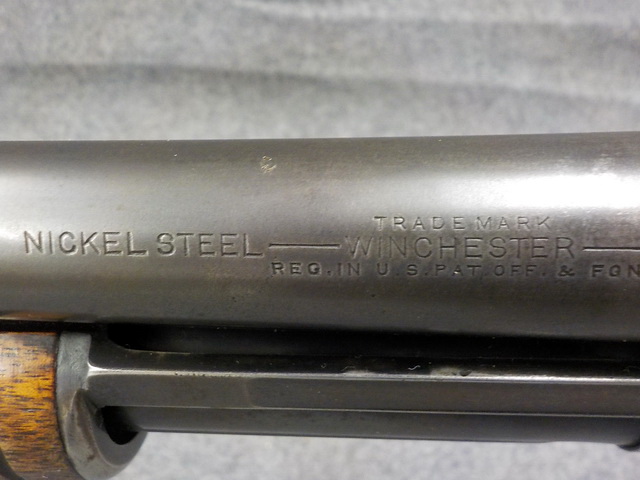 TRADE MARK
NICKEL STEEL — WINCHESTER —
REG. IN U.S. PAT. OFF. & FGN